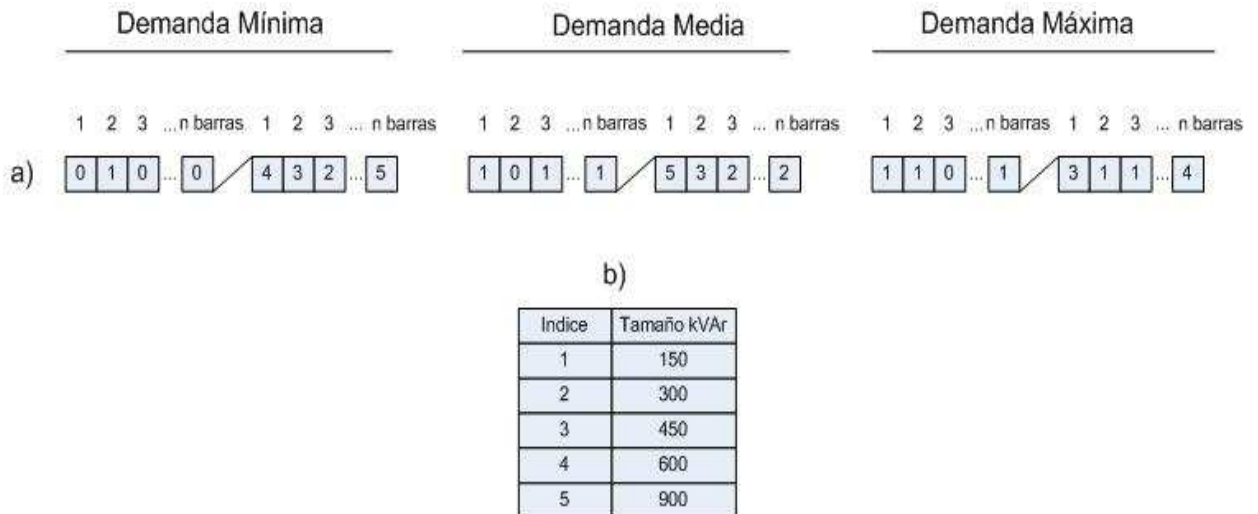 Demanda Mínima Demanda Media Demanda Máxima
1 2 3 ... n barras 1 2 3 ... n barras 1 2 3 ... n barras 1 2 3 ... n barras 1 2 3 ... n barras 1 2 3 ... n barras
a) 0 1 0 ... 0 4 3 2 ... 5 1 0 1 ... 1 5 3 2 ... 2 1 1 0 ... 1 3 1 1 ... 4
b)
Indice Tamaño kVAr
1 150
2 300
3 450
4 600
5 900